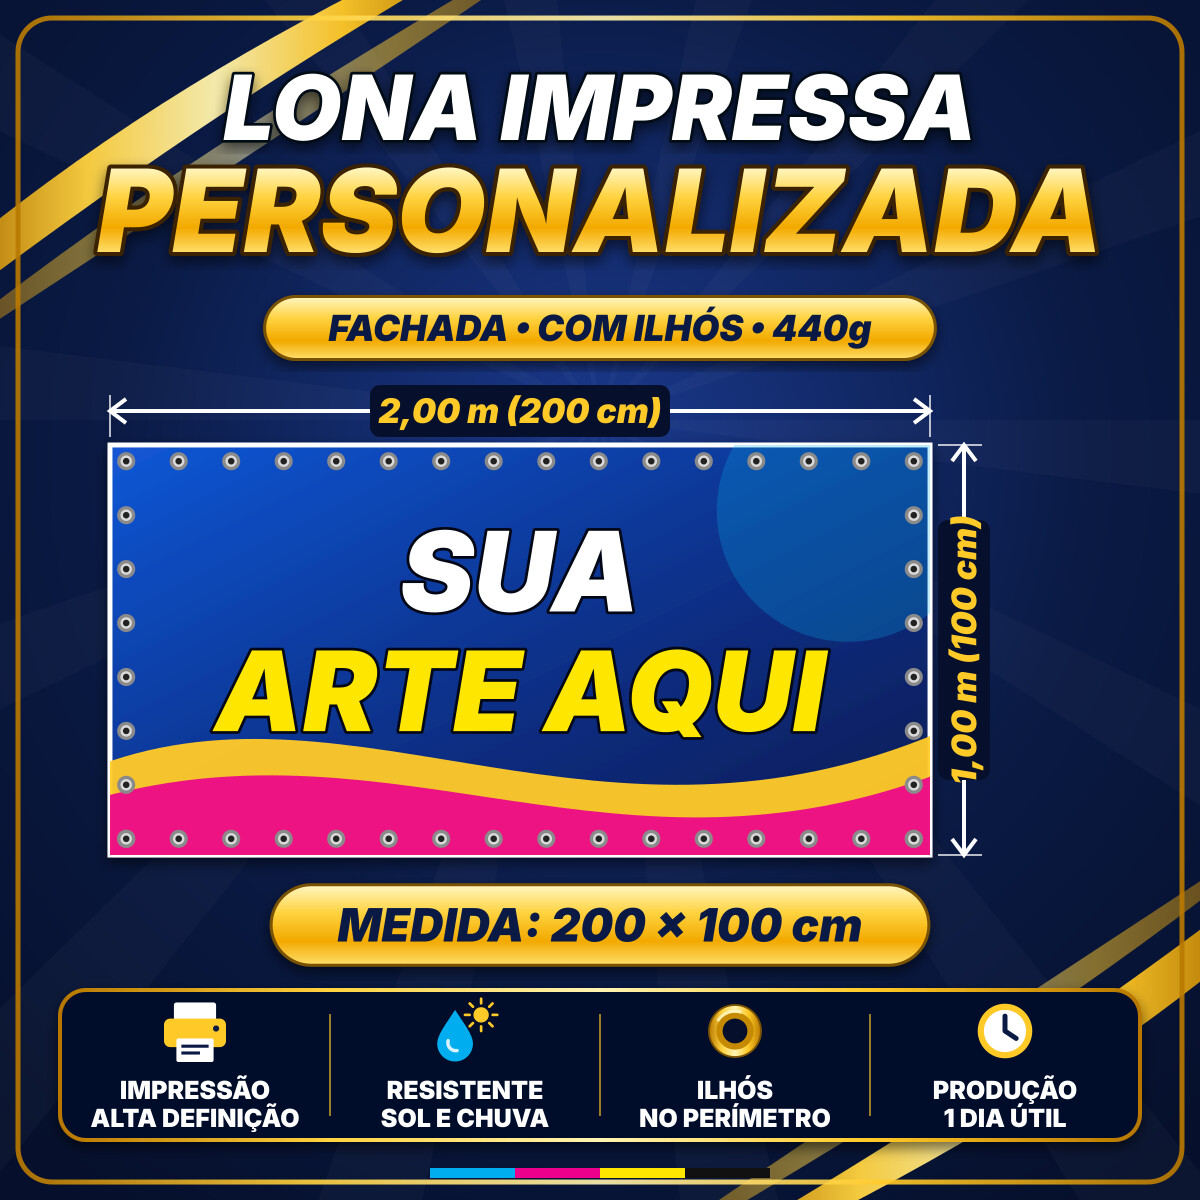 LONA IMPRESSA
PERSONALIZADA
FACHADA • COM ILHÓS • 440g
2,00 m (200 cm)
SUA
ARTE AQUI
1,00 m (100 cm)
MEDIDA: 200 × 100 cm
IMPRESSÃO
ALTA DEFINIÇÃO
RESISTENTE
SOL E CHUVA
ILHÓS
NO PERÍMETRO
PRODUÇÃO
1 DIA ÚTIL